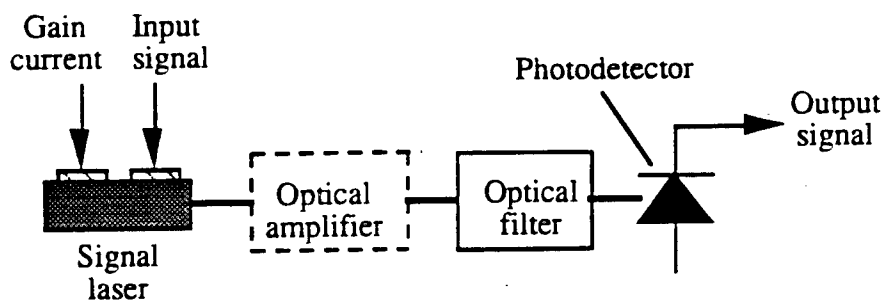 Gain
current
Input
signal
Photodetector
Output
signal
Optical
amplifier
Optical
filter
Signal
laser